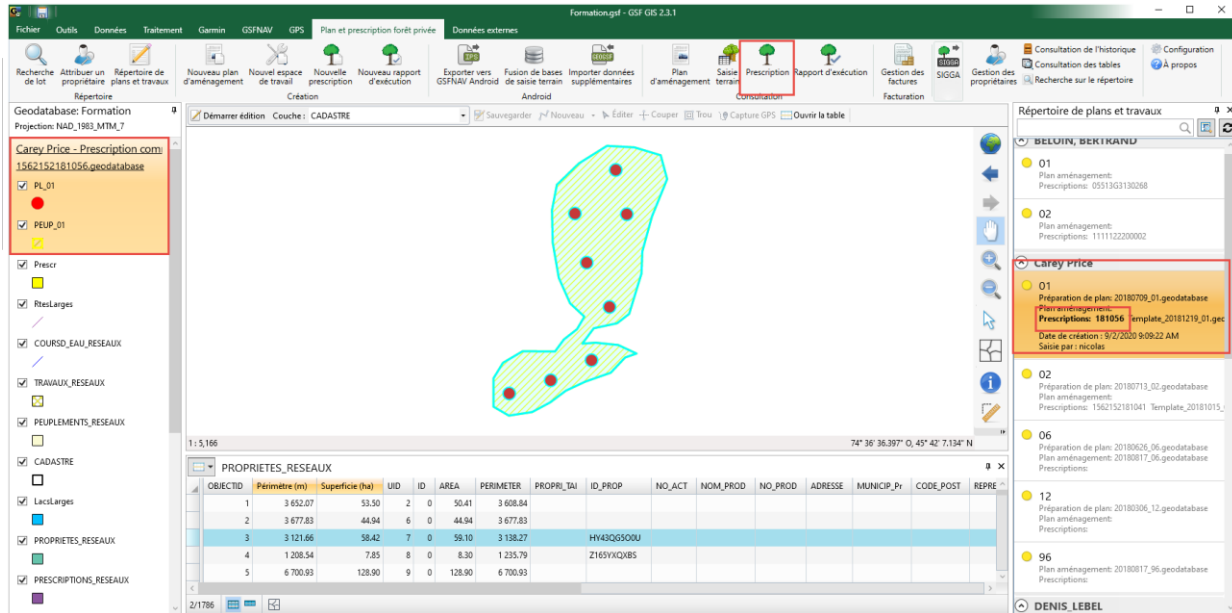 Formation.gsf - GSF GIS 2.3.1
Fichier Outils Données Traitement Garmin GSFNAV GPS Plan et prescription forêt privée Données externes
Recherche de lot
Attribuer un propriétaire
Répertoire de plans et travaux
Répertoire
Nouveau plan d'aménagement
Nouvel espace de travail
Nouvelle prescription
Nouveau rapport d'exécution
Création
Exporter vers GSFNAV Android
Fusion de bases de saisie terrain
Importer données supplémentaires
Android
Plan d'aménagement
Saisie terrain
Prescription
Rapport d'exécution
Consultation
Gestion des factures
Facturation
SIGGA
SIGGA
Gestion des propriétaires
Consultation de l'historique
Consultation des tables
Recherche sur le répertoire
Configuration
À propos
Geodatabase: Formation
Projection: NAD_1983_MTM_7
Carey Price - Prescription com
1562152181056.geodatabase
PL_01
PEUP_01
Prescr
RtesLarges
COURSD_EAU_RESEAUX
TRAVAUX_RESEAUX
PEUPLEMENTS_RESEAUX
CADASTRE
LacsLarges
PROPRIETES_RESEAUX
PRESCRIPTIONS_RESEAUX
Démarrer édition Couche : CADASTRE Sauvegarder Nouveau Éditer Couper Trou Capture GPS Ouvrir la table
1 : 5,166
74° 36' 36.397" O, 45° 42' 7.134" N
PROPRIETES_RESEAUX
OBJECTID Périmètre (m) Superficie (ha) UID ID AREA PERIMETER PROPRI_TAI ID_PROP NO_ACT NOM_PROD NO_PROD ADRESSE MUNICIP_Pr CODE_POST REPRE
1 3 652.07 53.50 2 0 50.41 3 608.84
2 3 677.83 44.94 6 0 44.94 3 677.83
3 3 121.66 58.42 7 0 59.10 3 138.27 HY43QG5O0U
4 1 208.54 7.85 8 0 8.30 1 235.79 Z165YXQXBS
5 6 700.93 128.90 9 0 128.90 6 700.93
2/1786
Répertoire de plans et travaux
BELOIN, BERTRAND
01
Plan aménagement:
Prescriptions: 05513G3130268
02
Plan aménagement:
Prescriptions: 1111122200002
Carey Price
01
Préparation de plan: 20180709_01.geodatabase
Plan aménagement:
Prescriptions: 181056 Template_20181219_01.geo
Date de création : 9/2/2020 9:09:22 AM
Saisie par : nicolas
02
Préparation de plan: 20180713_02.geodatabase
Plan aménagement:
Prescriptions: 1562152181041 Template_20181015_
06
Préparation de plan: 20180626_06.geodatabase
Plan aménagement: 20180817_06.geodatabase
Prescriptions:
12
Préparation de plan: 20180306_12.geodatabase
Plan aménagement:
Prescriptions:
96
Plan aménagement: 20180817_96.geodatabase
Prescriptions:
DENIS_LEBEL